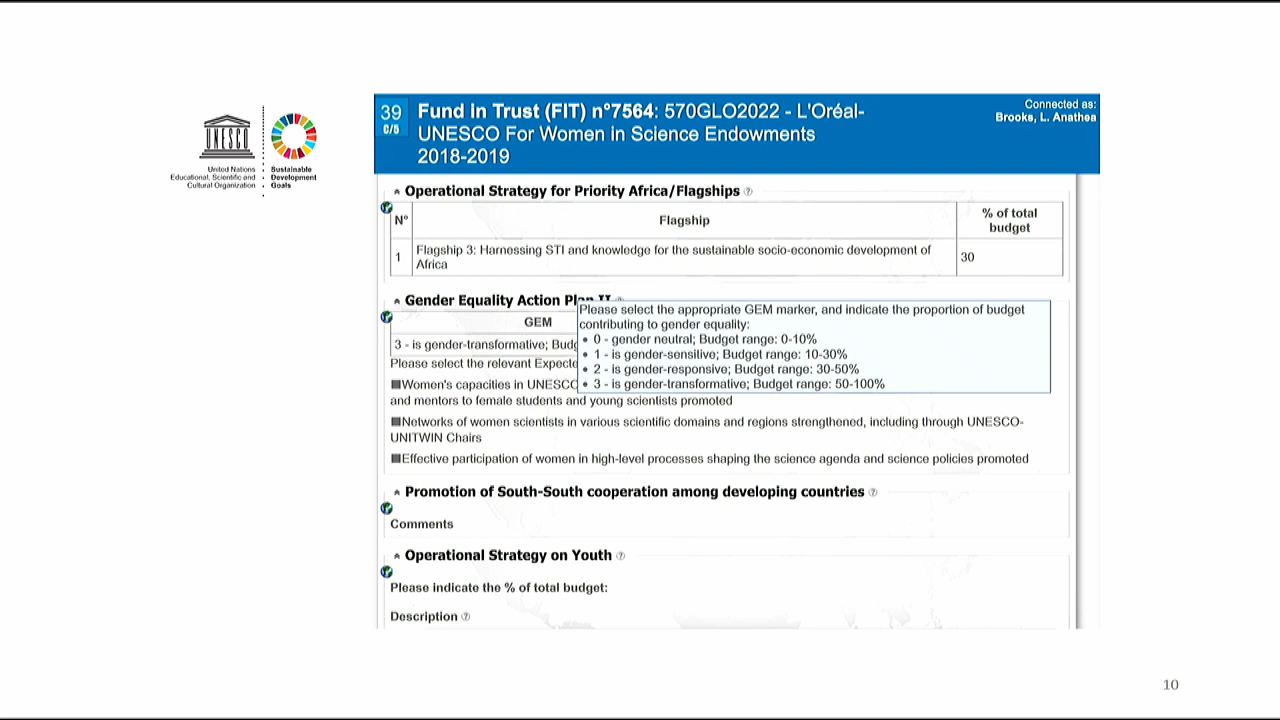 UNESCO
United Nations
Educational, Scientific and
Cultural Organization
Sustainable
Development
Goals
39
C/5
Fund in Trust (FIT) n°7564: 570GLO2022 - L'Oréal-
UNESCO For Women in Science Endowments
2018-2019
Connected as:
Brooks, L. Anathea
Operational Strategy for Priority Africa/Flagships
N° Flagship % of total
budget
1 Flagship 3: Harnessing STI and knowledge for the sustainable socio-economic development of
Africa
30
Gender Equality Action Plan II
GEM
3 - is gender-transformative; Budg
Please select the relevant Expecte
Please select the appropriate GEM marker, and indicate the proportion of budget
contributing to gender equality:
• 0 - gender neutral; Budget range: 0-10%
• 1 - is gender-sensitive; Budget range: 10-30%
• 2 - is gender-responsive; Budget range: 30-50%
• 3 - is gender-transformative; Budget range: 50-100%
Women's capacities in UNESCO
and mentors to female students and young scientists promoted
Networks of women scientists in various scientific domains and regions strengthened, including through UNESCO-
UNITWIN Chairs
Effective participation of women in high-level processes shaping the science agenda and science policies promoted
Promotion of South-South cooperation among developing countries
Comments
Operational Strategy on Youth
Please indicate the % of total budget:
Description
10